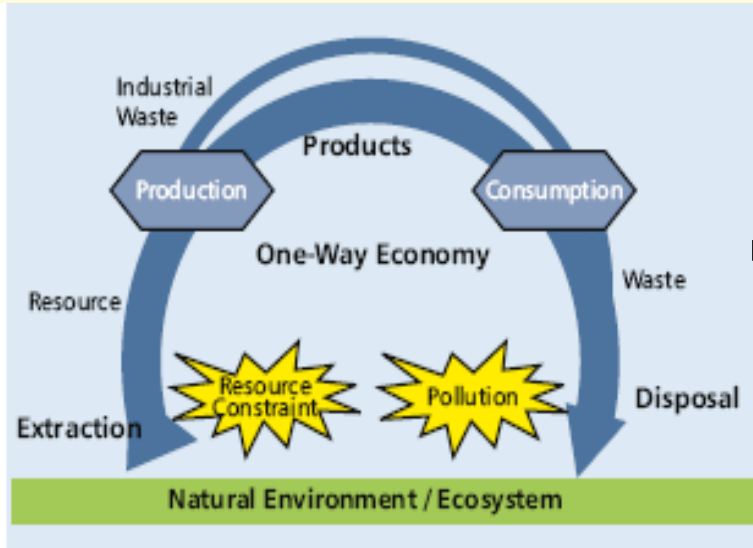 Industrial
Waste
Products
Production
Consumption
One-Way Economy
Resource
Waste
Resource
Constraint
Pollution
Extraction
Disposal
Natural Environment / Ecosystem